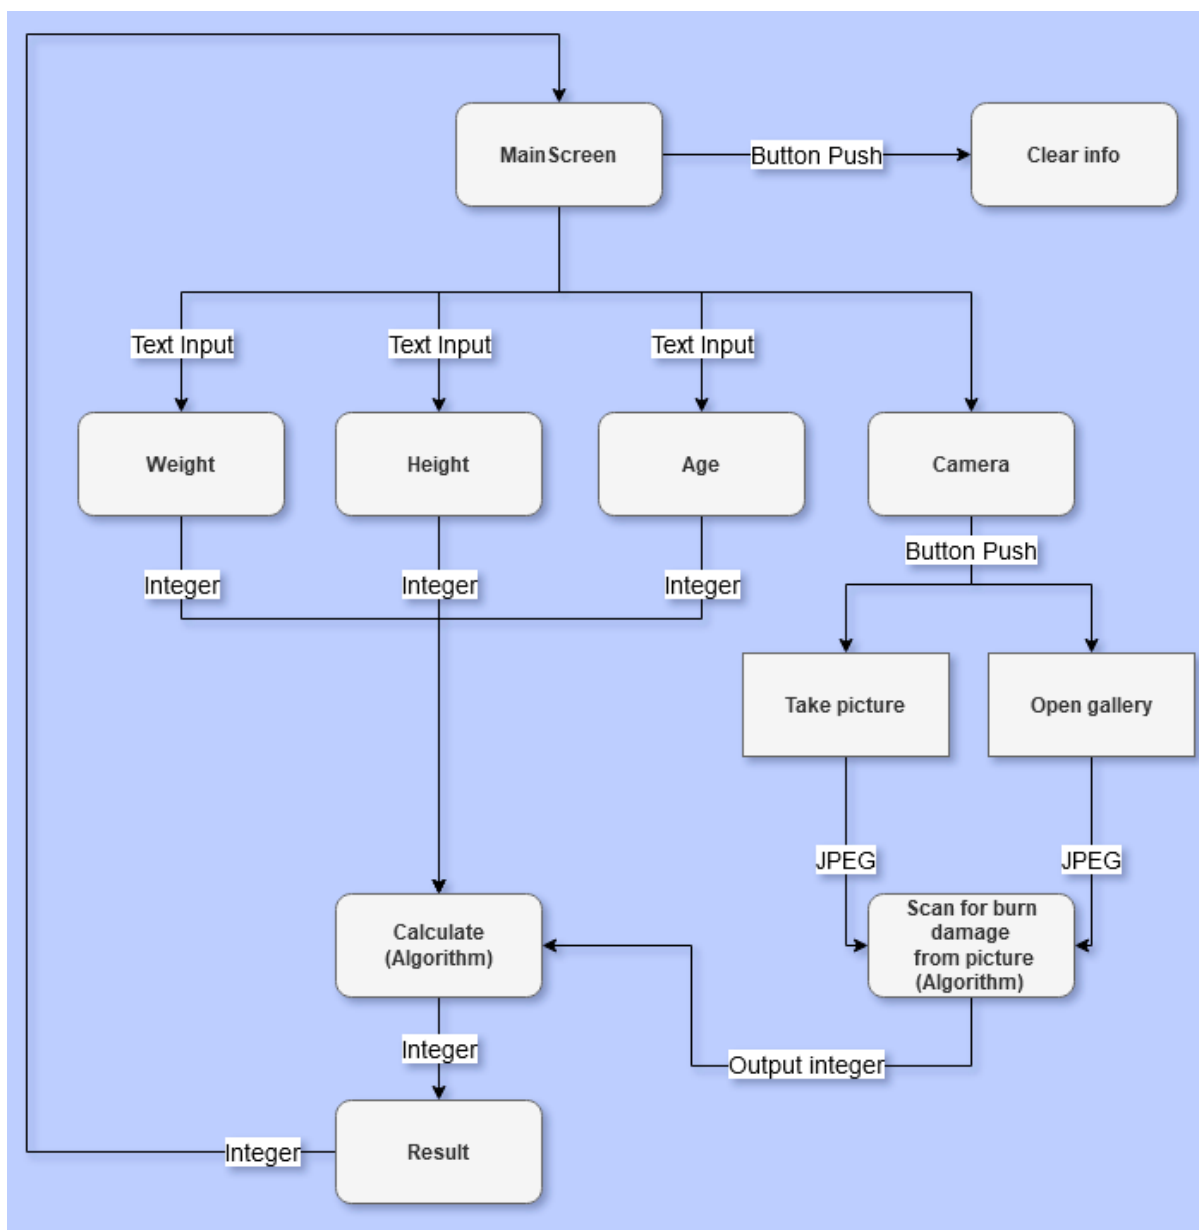 Main Screen
Button Push
Clear info
Text Input
Text Input
Text Input
Weight
Height
Age
Camera
Button Push
Integer
Integer
Integer
Take picture
Open gallery
JPEG
JPEG
Calculate
(Algorithm)
Scan for burn
damage
from picture
(Algorithm)
Integer
Output integer
Result
Integer